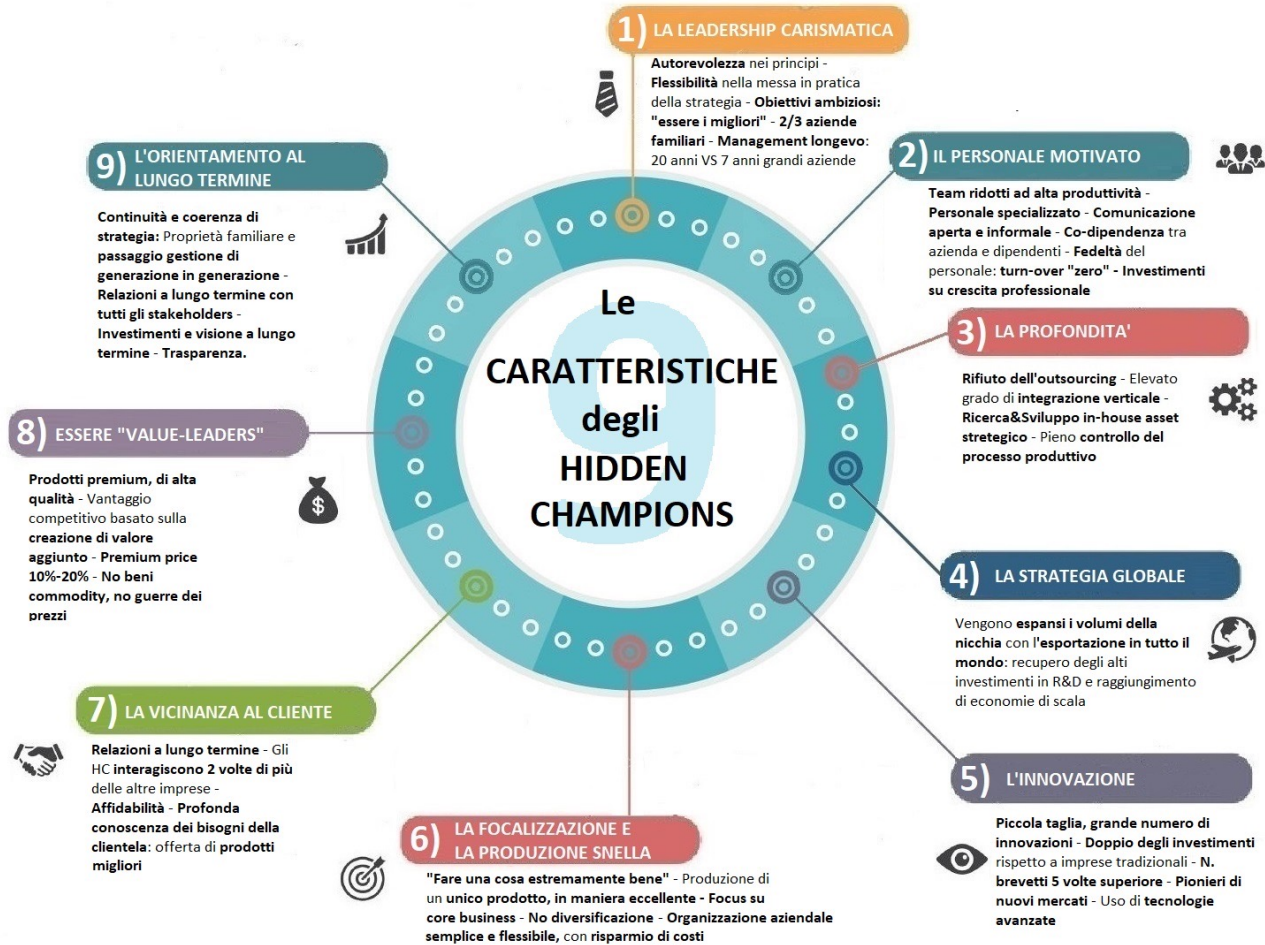 Le
9
CARATTERISTICHE
degli
HIDDEN
CHAMPIONS
1) LA LEADERSHIP CARISMATICA
Autorevolezza nei principi -
Flessibilità nella messa in pratica
della strategia - Obiettivi ambiziosi:
"essere i migliori" - 2/3 aziende
familiari - Management longevo:
20 anni VS 7 anni grandi aziende
2) IL PERSONALE MOTIVATO
Team ridotti ad alta produttività -
Personale specializzato - Comunicazione
aperta e informale - Co-dipendenza tra
azienda e dipendenti - Fedeltà del
personale: turn-over "zero" - Investimenti
su crescita professionale
3) LA PROFONDITA'
Rifiuto dell'outsourcing - Elevato
grado di integrazione verticale -
Ricerca&Sviluppo in-house asset
stretegico - Pieno controllo del
processo produttivo
4) LA STRATEGIA GLOBALE
Vengono espansi i volumi della
nicchia con l'esportazione in tutto il
mondo: recupero degli alti
investimenti in R&D e raggiungimento
di economie di scala
5) L'INNOVAZIONE
Piccola taglia, grande numero di
innovazioni - Doppio degli investimenti
rispetto a imprese tradizionali - N.
brevetti 5 volte superiore - Pionieri di
nuovi mercati - Uso di tecnologie
avanzate
6) LA FOCALIZZAZIONE E
LA PRODUZIONE SNELLA
"Fare una cosa estremamente bene" - Produzione di
un unico prodotto, in maniera eccellente - Focus su
core business - No diversificazione - Organizzazione aziendale
semplice e flessibile, con risparmio di costi
7) LA VICINANZA AL CLIENTE
Relazioni a lungo termine - Gli
HC interagiscono 2 volte di più
delle altre imprese -
Affidabilità - Profonda
conoscenza dei bisogni della
clientela: offerta di prodotti
migliori
8) ESSERE "VALUE-LEADERS"
Prodotti premium, di alta
qualità - Vantaggio
competitivo basato sulla
creazione di valore
aggiunto - Premium price
10%-20% - No beni
commodity, no guerre dei
prezzi
$
9) L'ORIENTAMENTO AL
LUNGO TERMINE
Continuità e coerenza di
strategia: Proprietà familiare e
passaggio gestione di
generazione in generazione -
Relazioni a lungo termine con
tutti gli stakeholders -
Investimenti e visione a lungo
termine - Trasparenza.